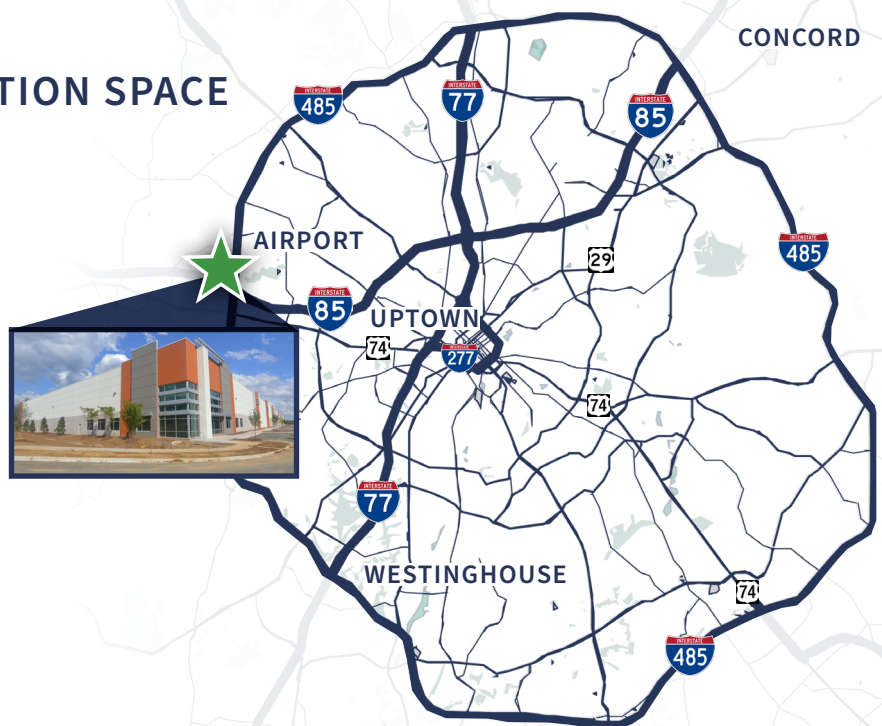 CONCORD
TION SPACE
INTERSTATE
485
INTERSTATE
77
INTERSTATE
85
AIRPORT
INTERSTATE
485
29
INTERSTATE
85
UPTOWN
74
INTERSTATE
277
74
INTERSTATE
77
WESTINGHOUSE
74
INTERSTATE
485